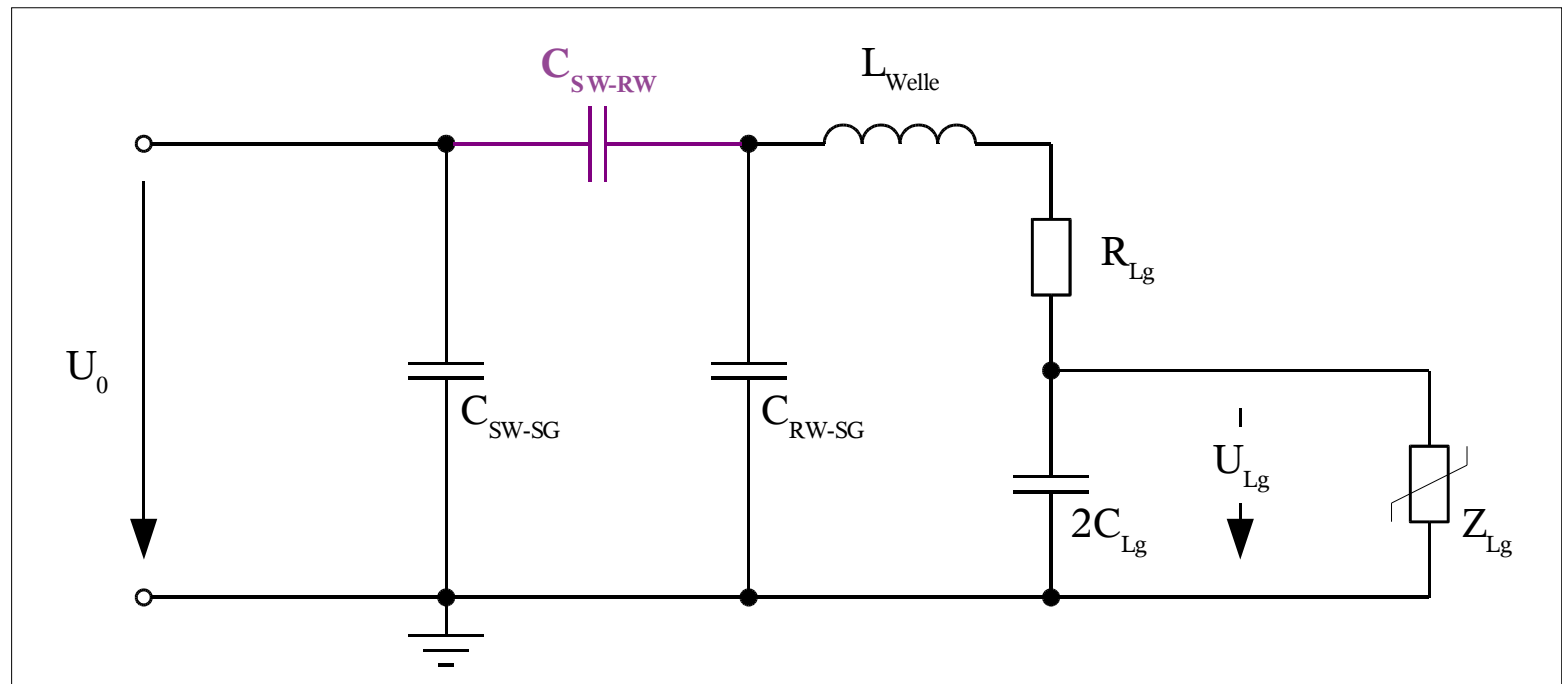 C_SW-RW
L_Welle
R_Lg
U_0
C_SW-SG
C_RW-SG
U_Lg
2C_Lg
Z_Lg